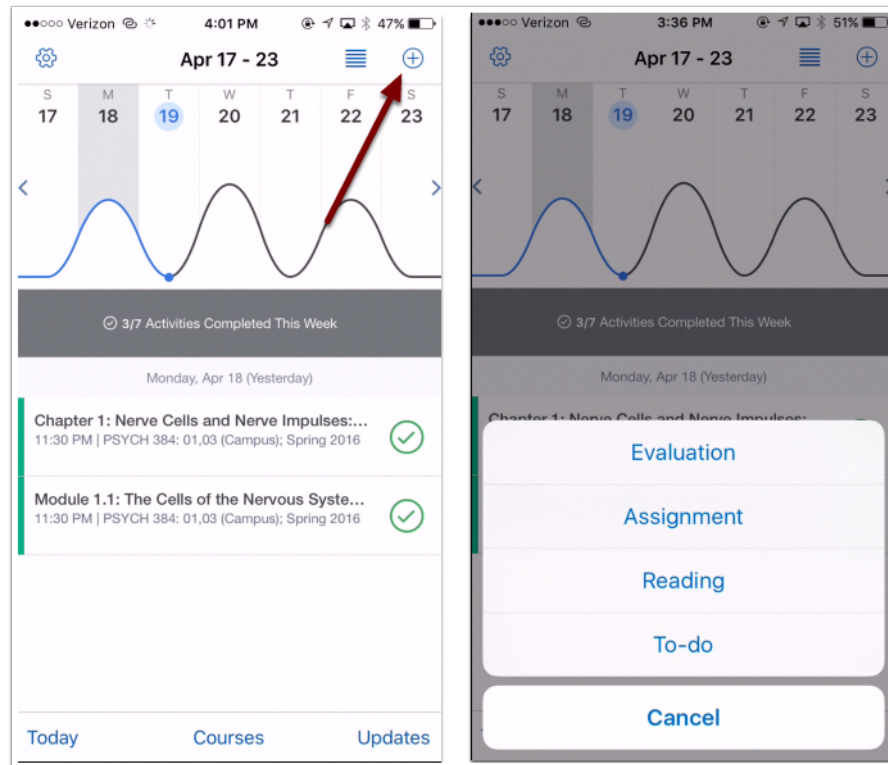 Verizon 4:01 PM 47%
Apr 17 - 23
S M T W T F S
17 18 19 20 21 22 23
3/7 Activities Completed This Week
Monday, Apr 18 (Yesterday)
Chapter 1: Nerve Cells and Nerve Impulses:...
11:30 PM | PSYCH 384: 01,03 (Campus); Spring 2016
Module 1.1: The Cells of the Nervous Syste...
11:30 PM | PSYCH 384: 01,03 (Campus); Spring 2016
Today Courses Updates
Verizon 3:36 PM 51%
Apr 17 - 23
S M T W T F S
17 18 19 20 21 22 23
3/7 Activities Completed This Week
Monday, Apr 18 (Yesterday)
Chapter 1: Nerve Cells and Nerve Impulses:
Evaluation
Assignment
Reading
To-do
Cancel